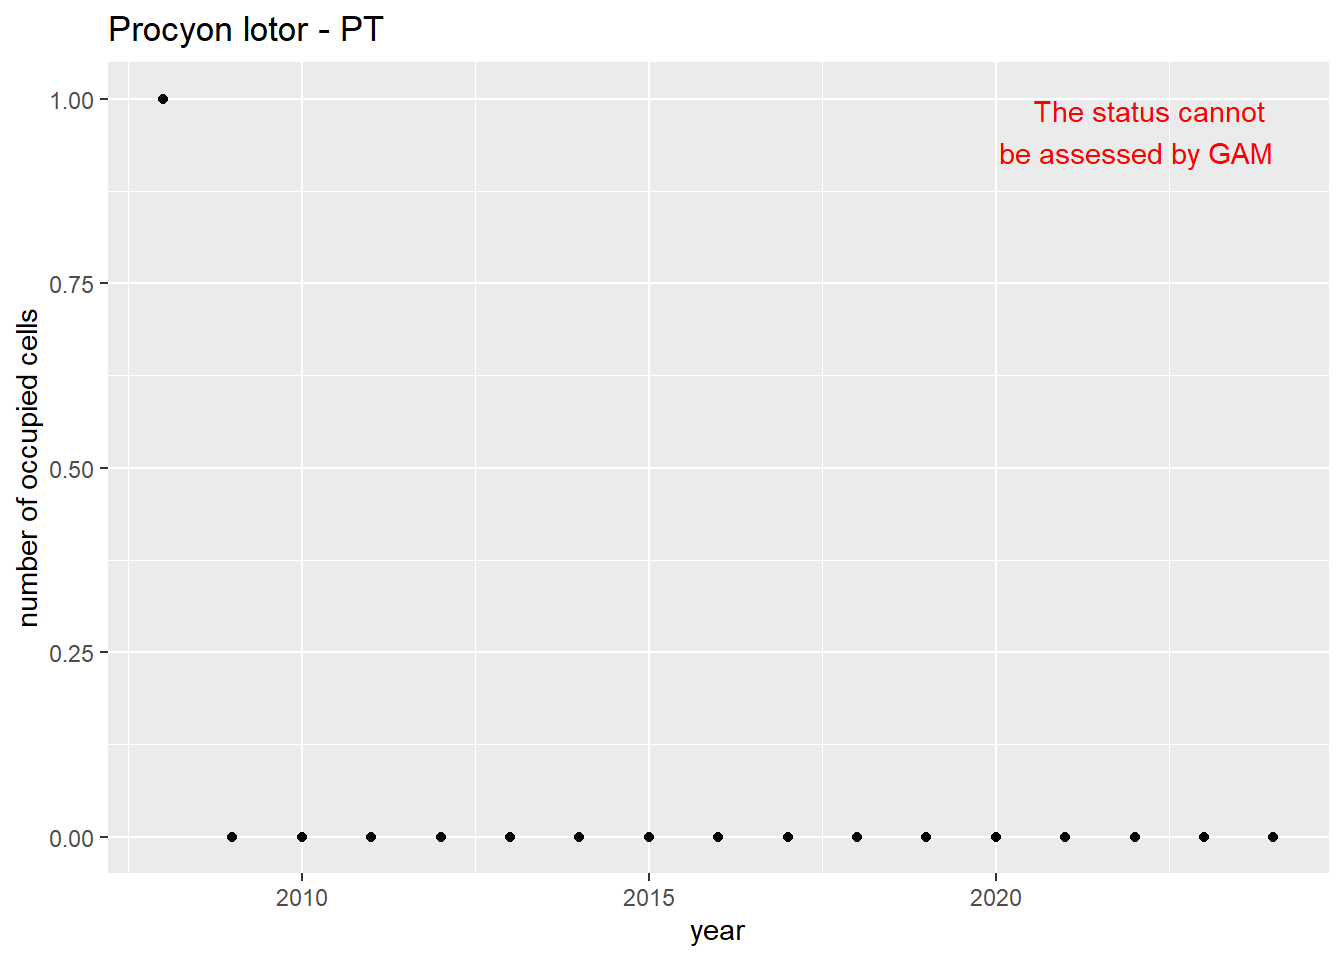 Procyon lotor - PT
The status cannot
be assessed by GAM
1.00
0.75
0.50
0.25
0.00
number of occupied cells
2010
2015
2020
year